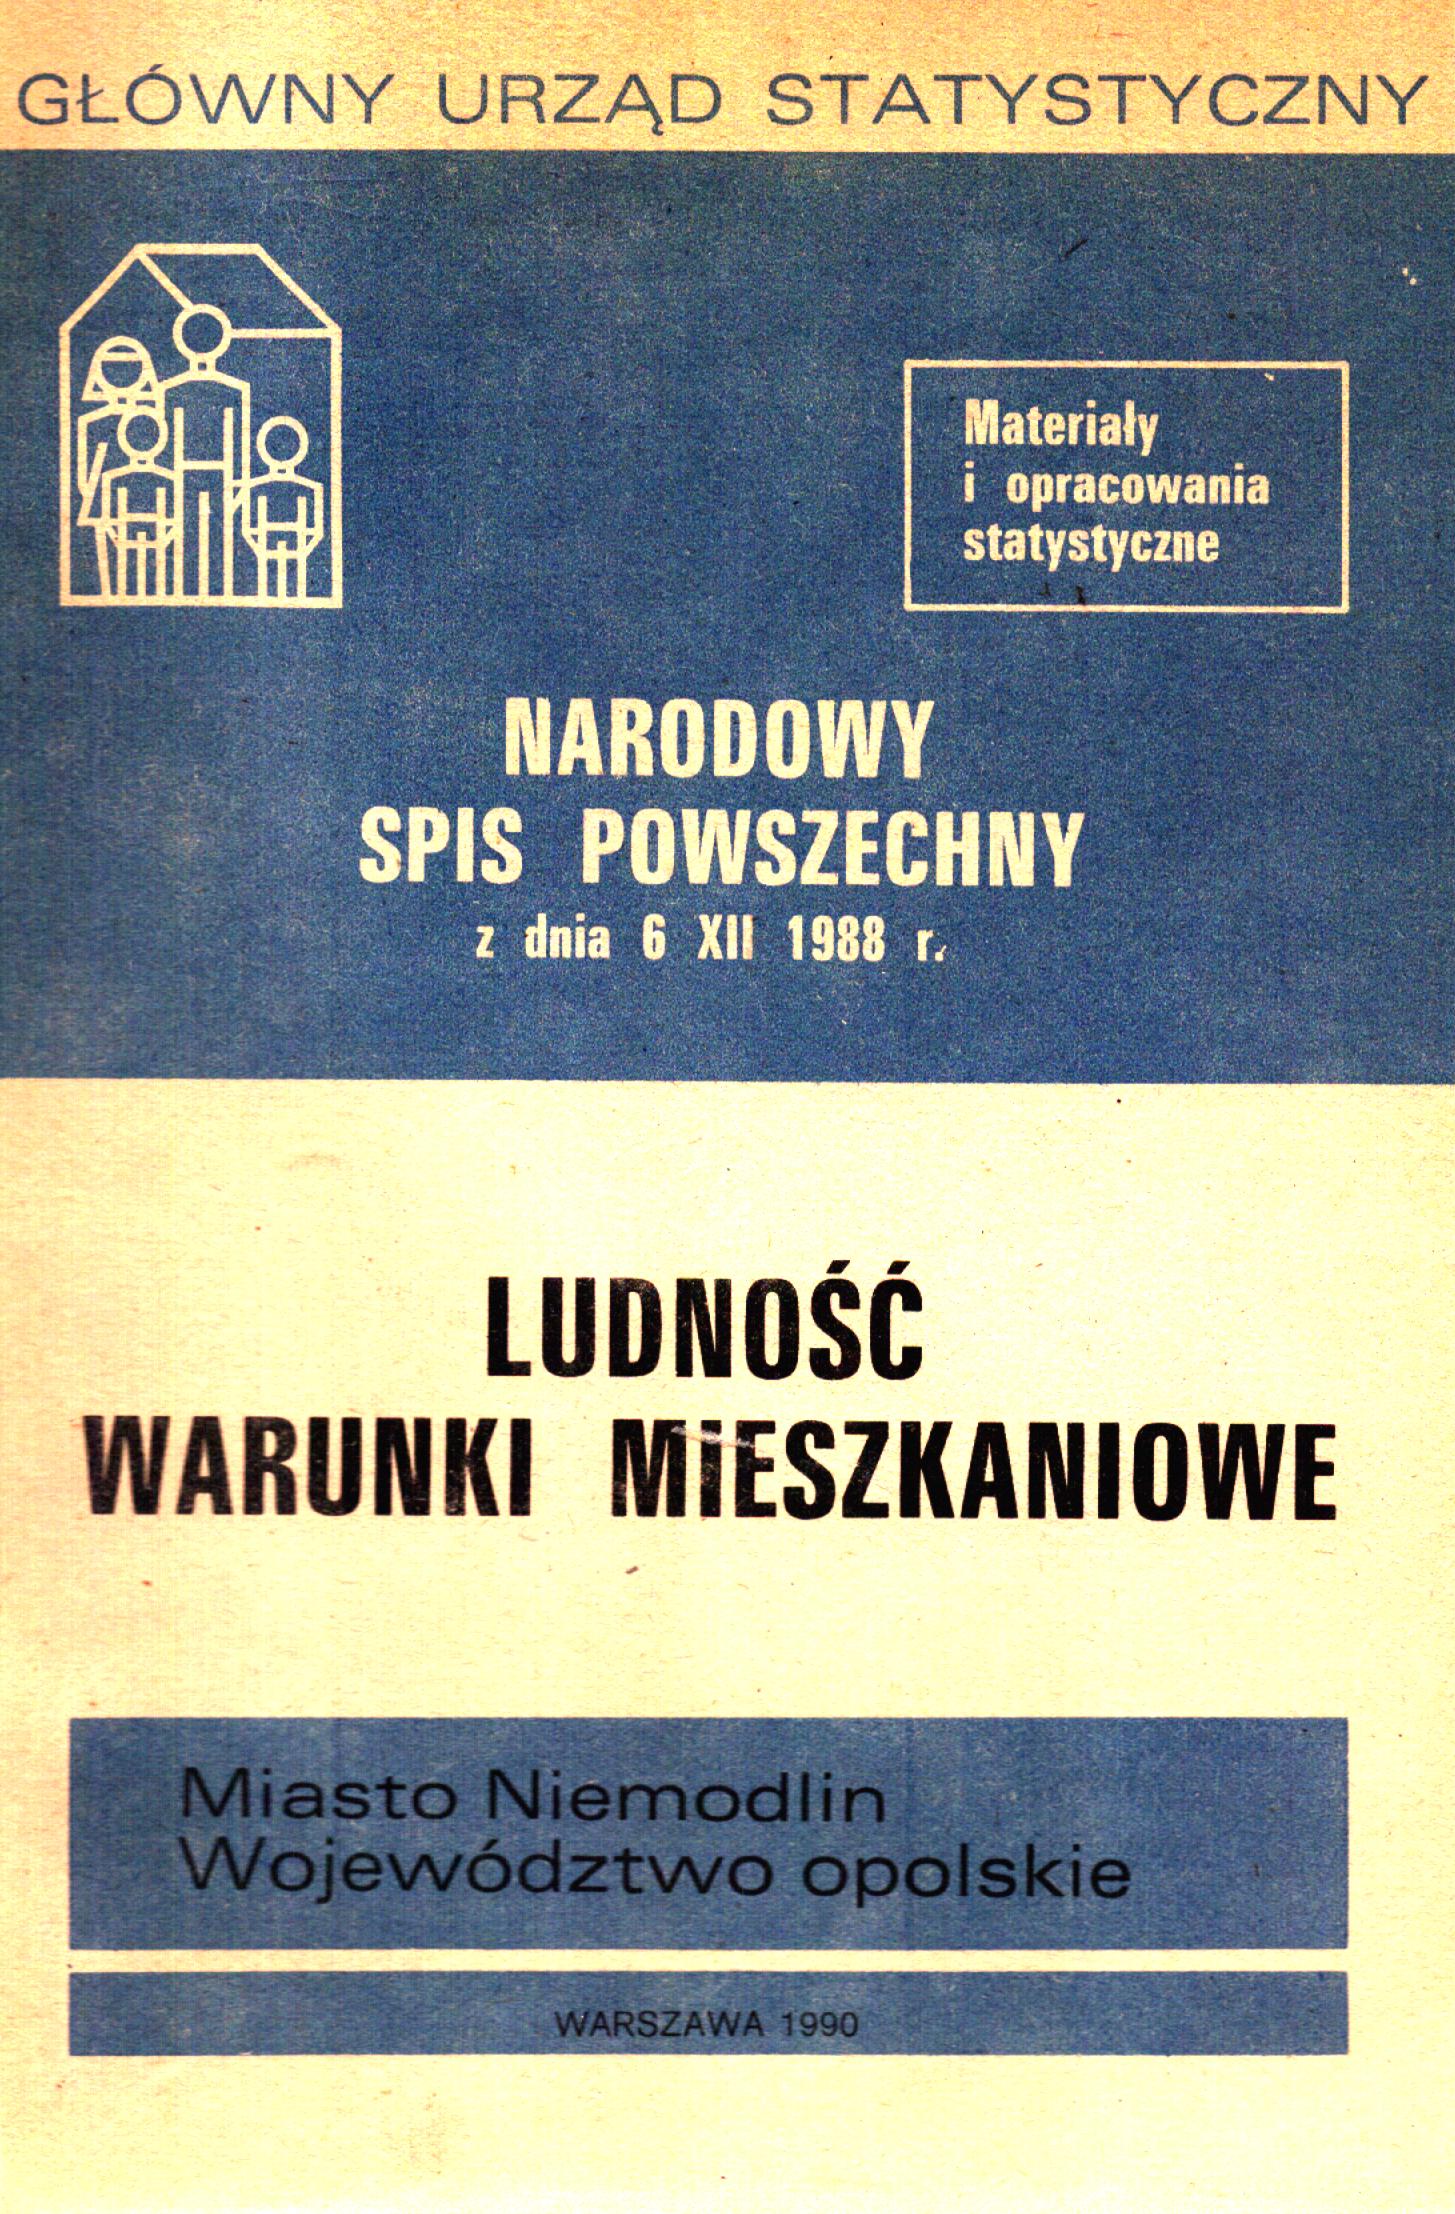 GŁÓWNY URZĄD STATYSTYCZNY
Materiały
i opracowania
statystyczne
NARODOWY
SPIS POWSZECHNY
z dnia 6 XII 1988 r.
LUDNOŚĆ
WARUNKI MIESZKANIOWE
Miasto Niemodlin
Województwo opolskie
WARSZAWA 1990